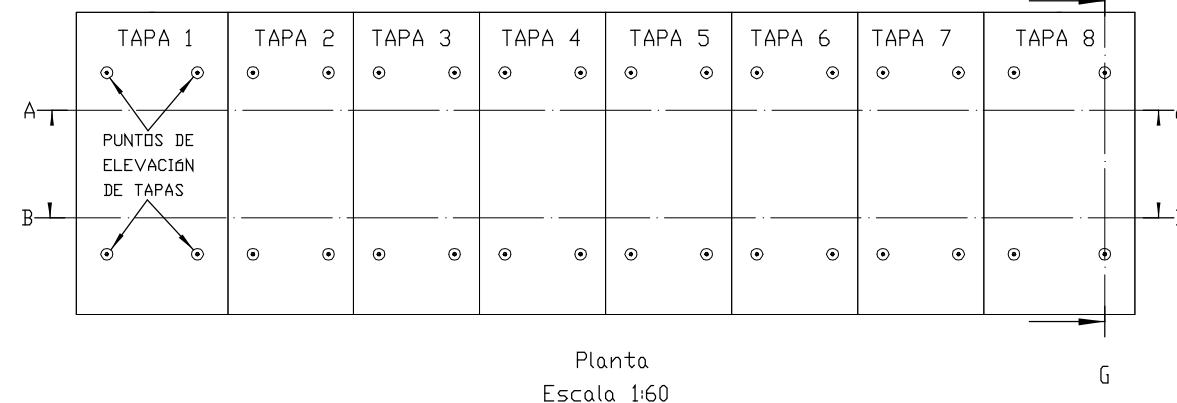 TAPA 1
TAPA 2
TAPA 3
TAPA 4
TAPA 5
TAPA 6
TAPA 7
TAPA 8
A
PUNTOS DE
ELEVACIÓN
DE TAPAS
B
Planta
Escala 1:60
G